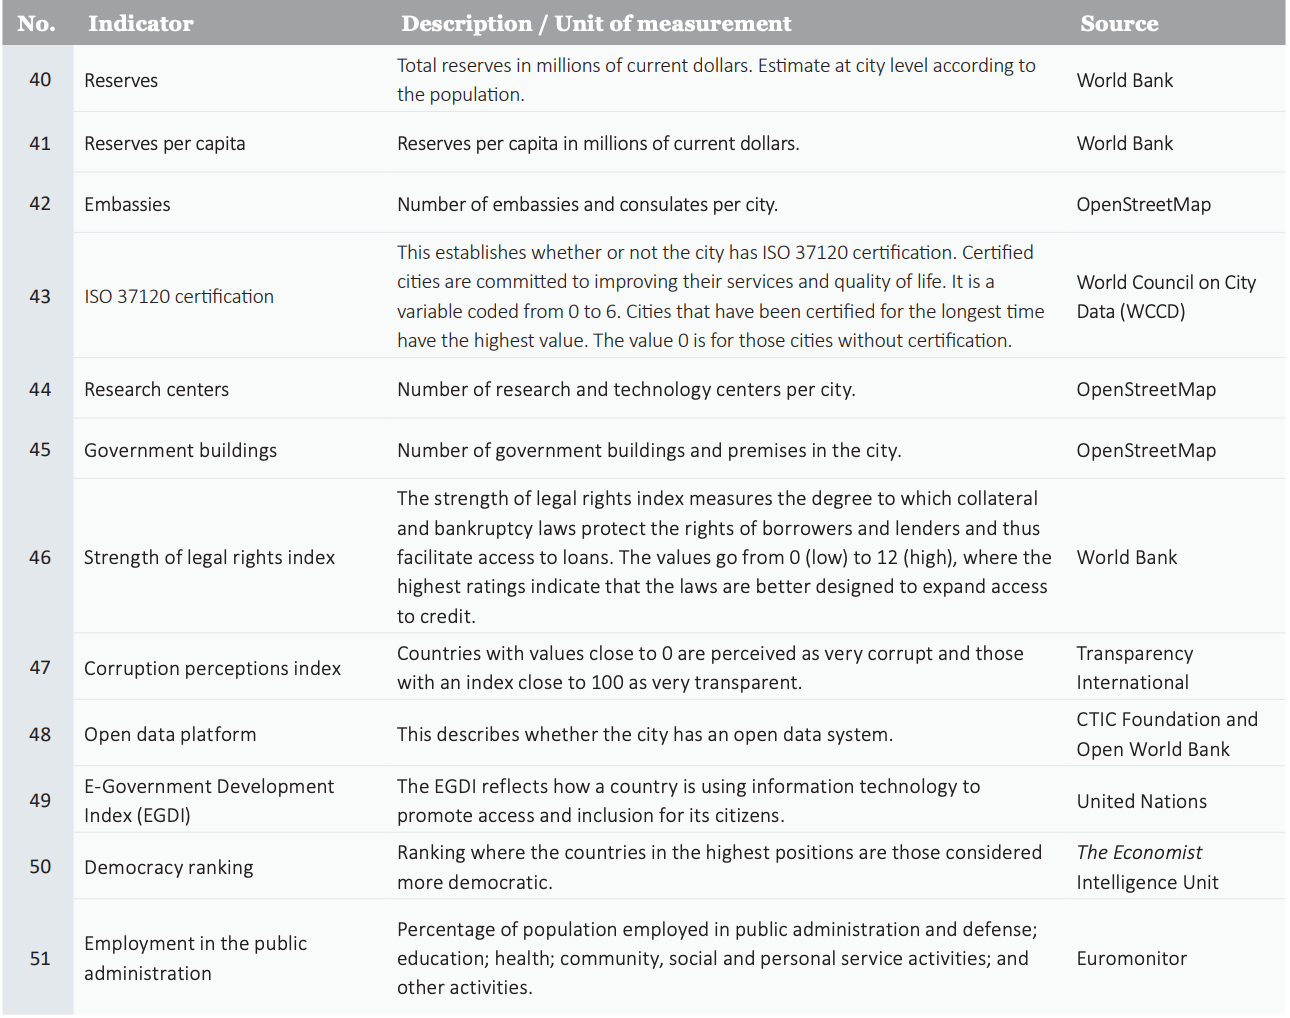 No. Indicator Description / Unit of measurement Source
40 Reserves Total reserves in millions of current dollars. Estimate at city level according to
the population. World Bank
41 Reserves per capita Reserves per capita in millions of current dollars. World Bank
42 Embassies Number of embassies and consulates per city. OpenStreetMap
43 ISO 37120 certification This establishes whether or not the city has ISO 37120 certification. Certified
cities are committed to improving their services and quality of life. It is a
variable coded from 0 to 6. Cities that have been certified for the longest time
have the highest value. The value 0 is for those cities without certification.
World Council on City
Data (WCCD)
44 Research centers Number of research and technology centers per city. OpenStreetMap
45 Government buildings Number of government buildings and premises in the city. OpenStreetMap
46 Strength of legal rights index The strength of legal rights index measures the degree to which collateral
and bankruptcy laws protect the rights of borrowers and lenders and thus
facilitate access to loans. The values go from 0 (low) to 12 (high), where the
highest ratings indicate that the laws are better designed to expand access
to credit.
World Bank
47 Corruption perceptions index Countries with values close to 0 are perceived as very corrupt and those
with an index close to 100 as very transparent.
Transparency
International
48 Open data platform This describes whether the city has an open data system.
CTIC Foundation and
Open World Bank
49 E-Government Development
Index (EGDI)
The EGDI reflects how a country is using information technology to
promote access and inclusion for its citizens.
United Nations
50 Democracy ranking Ranking where the countries in the highest positions are those considered
more democratic.
The Economist
Intelligence Unit
51 Employment in the public
administration
Percentage of population employed in public administration and defense;
education; health; community, social and personal service activities; and
other activities.
Euromonitor